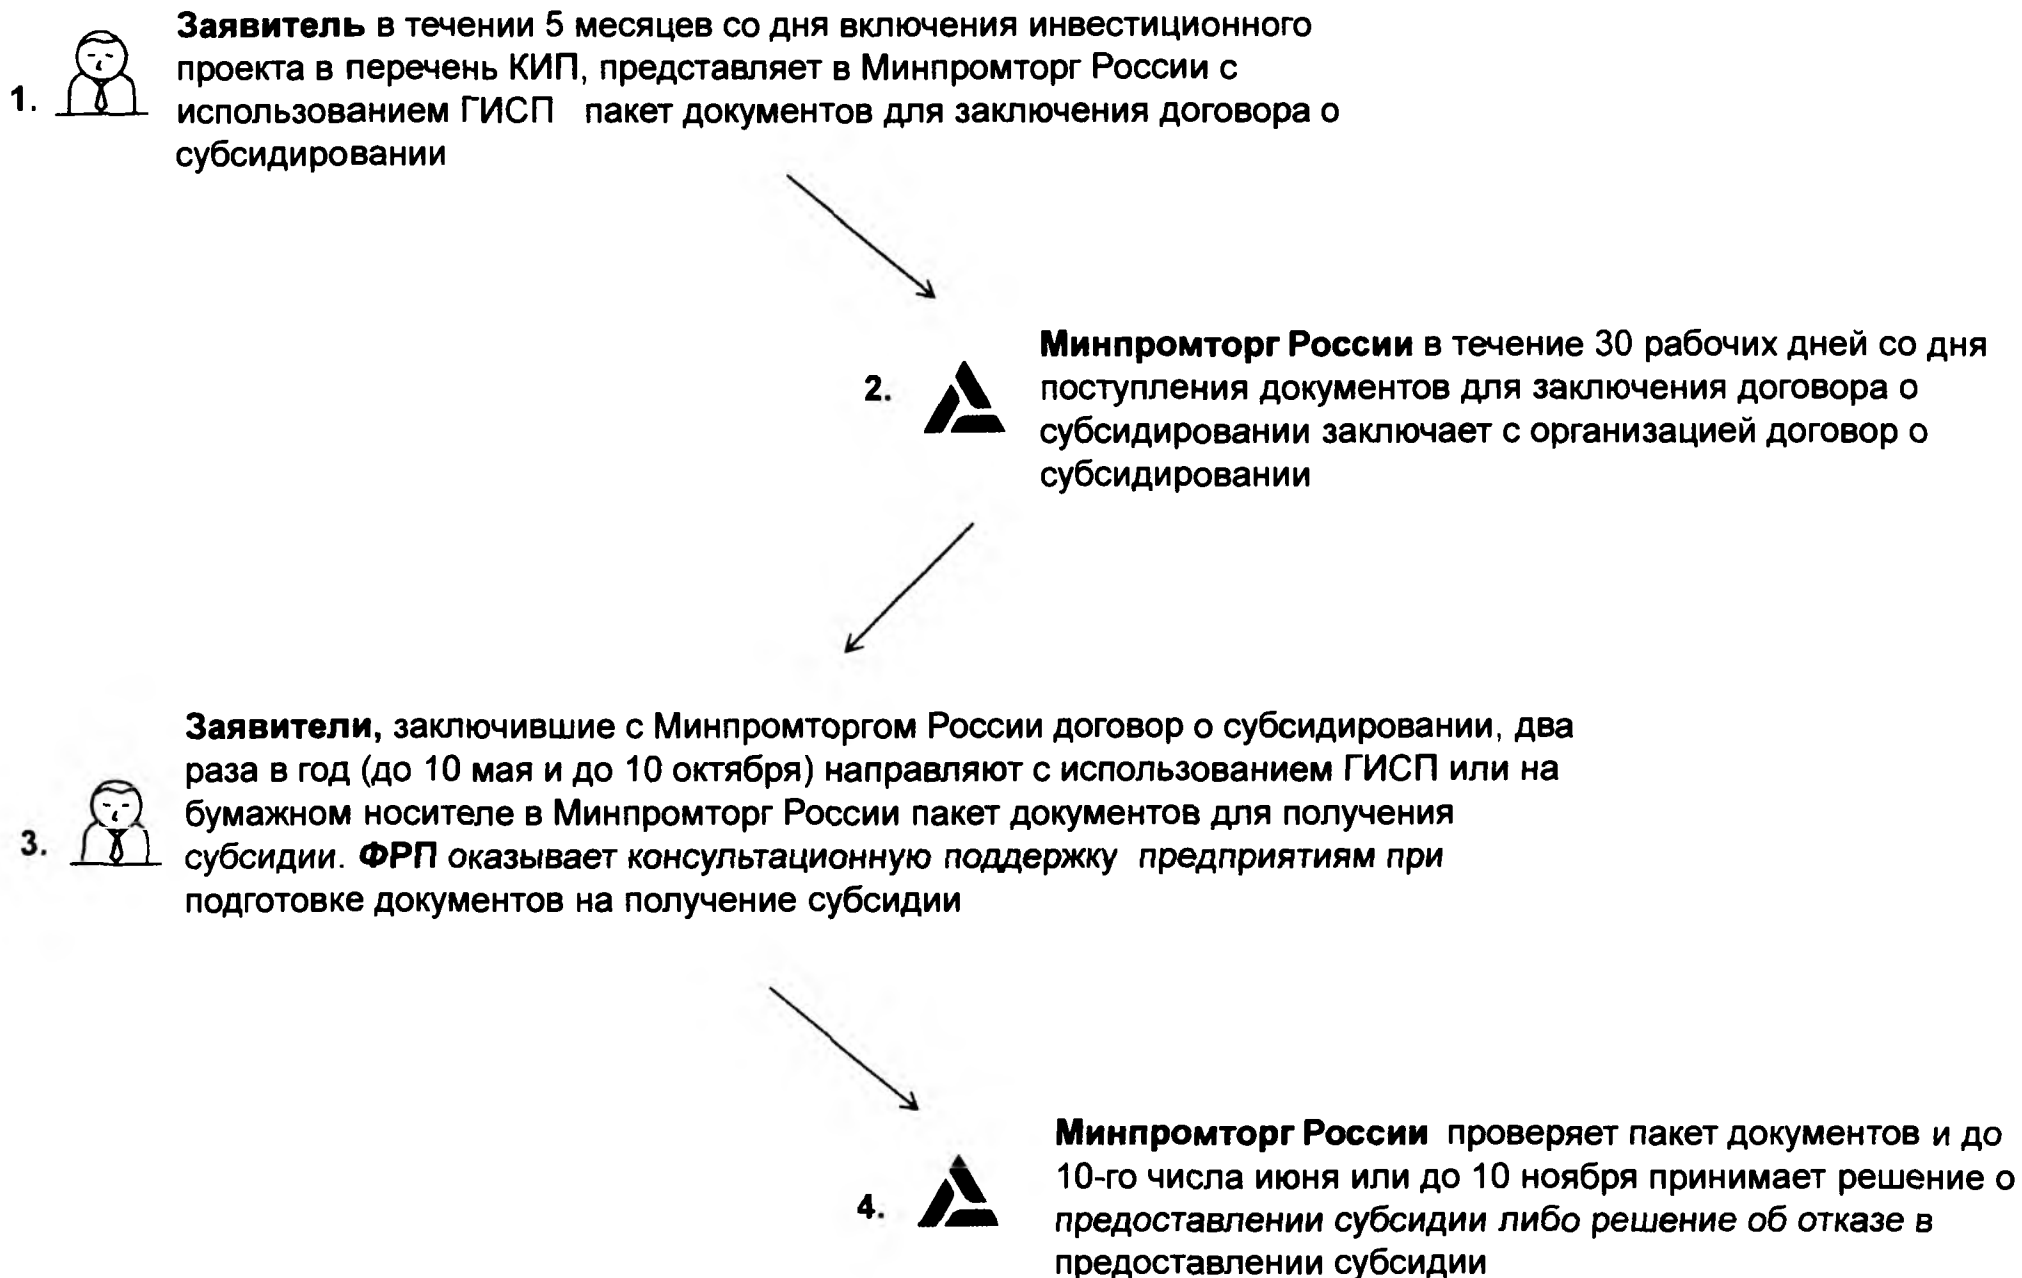 Заявитель в течении 5 месяцев со дня включения инвестиционного
проекта в перечень КИП, представляет в Минпромторг России с
1. использованием ГИСП пакет документов для заключения договора о
субсидировании
Минпромторг России в течение 30 рабочих дней со дня
2. поступления документов для заключения договора о
субсидировании заключает с организацией договор о
субсидировании
Заявители, заключившие с Минпромторгом России договор о субсидировании, два
раза в год (до 10 мая и до 10 октября) направляют с использованием ГИСП или на
бумажном носителе в Минпромторг России пакет документов для получения
3. субсидии. ФРП оказывает консультационную поддержку предприятиям при
подготовке документов на получение субсидии
Минпромторг России проверяет пакет документов и до
10-го числа июня или до 10 ноября принимает решение о
4. предоставлении субсидии либо решение об отказе в
предоставлении субсидии